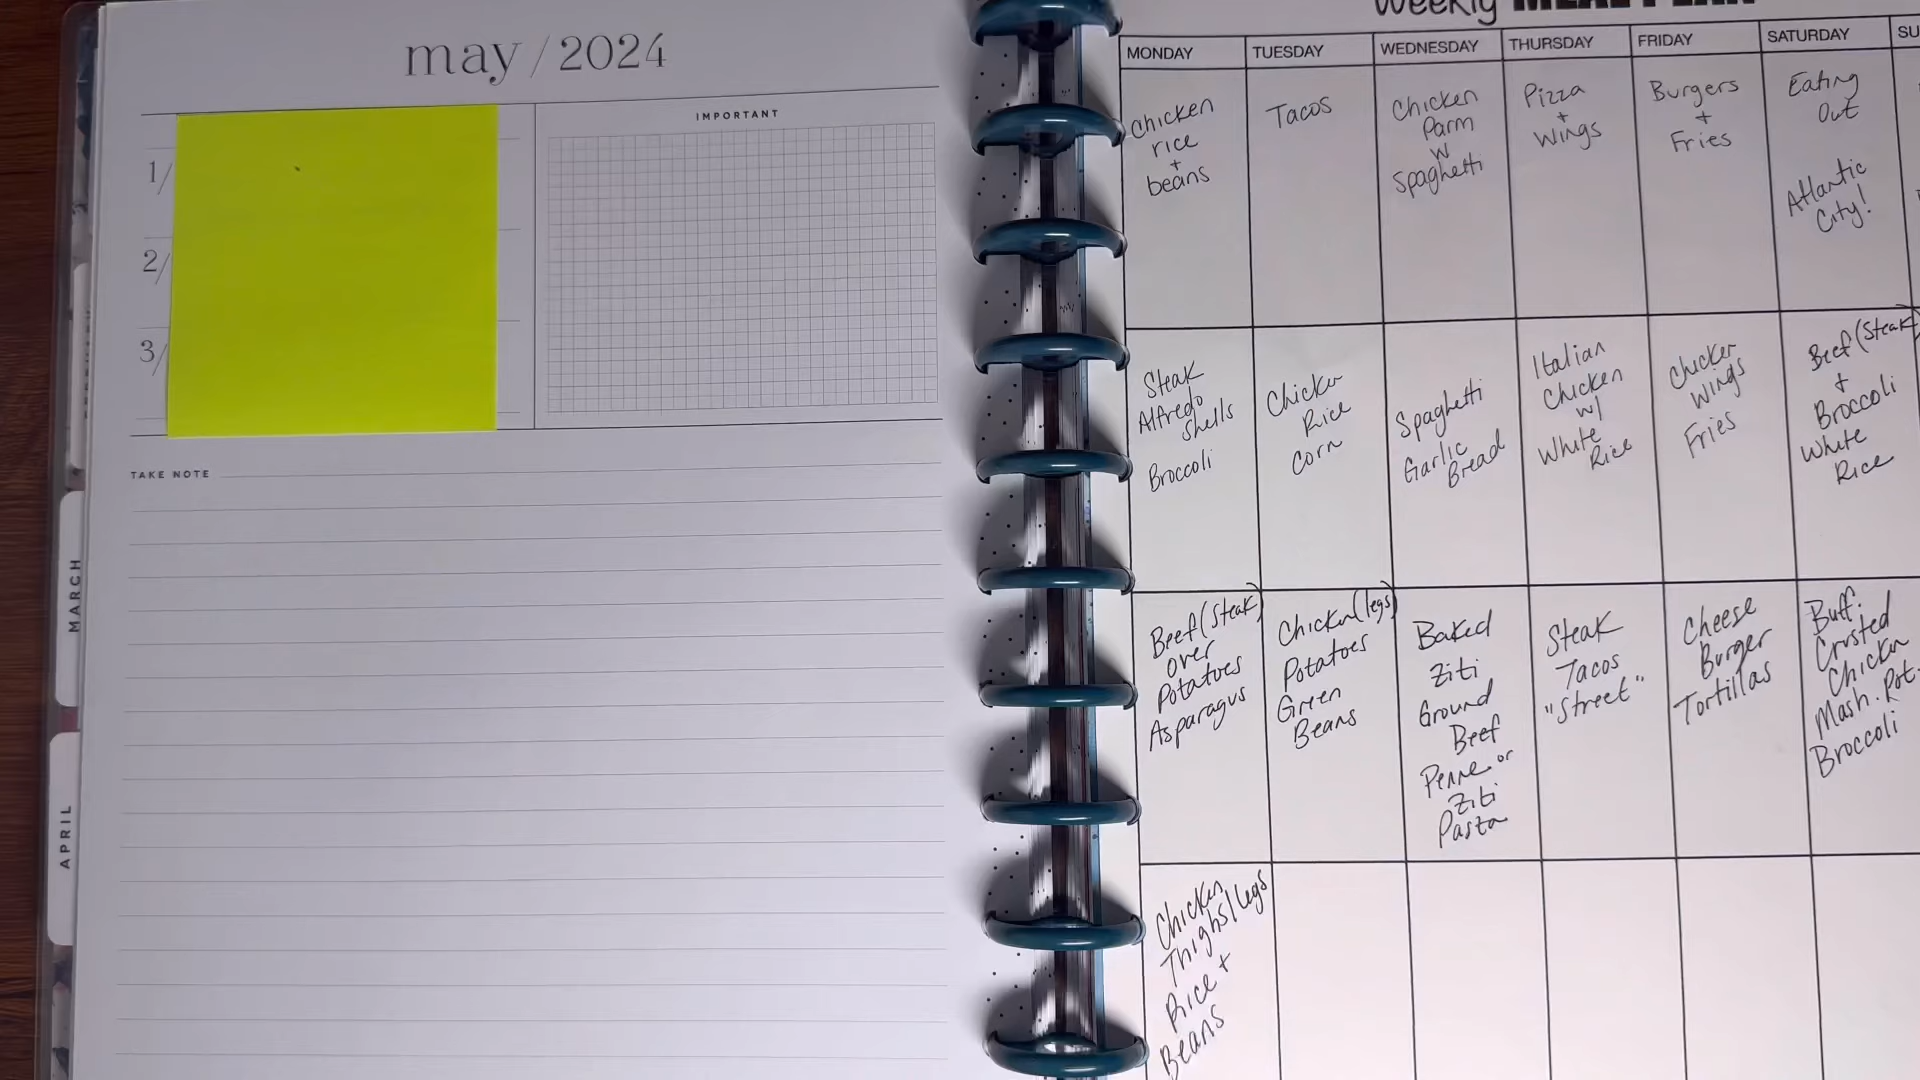 may / 2024
IMPORTANT
1/
2/
3/
TAKE NOTE
MARCH
APRIL
Weekly MEAL PLAN
MONDAY
TUESDAY
WEDNESDAY
THURSDAY
FRIDAY
SATURDAY
SU
Chicken
rice
+
beans
Tacos
Chicken
Parm
w
Spaghetti
Pizza
+
Wings
Burgers
+
Fries
Eating
Out
Atlantic
City!
Steak
Alfredo
Shells
Broccoli
Chicken
Rice
Corn
Spaghetti
Garlic
Bread
Italian
Chicken
w/
White
Rice
Chicken
Wings
Fries
Beef (Steak)
+
Broccoli
White
Rice
Beef (Steak)
over
Potatoes
Asparagus
Chicken (legs)
Potatoes
Green
Beans
Baked
Ziti
Ground
Beef
Penne or
Ziti
Pasta
Steak
Tacos
"Street"
Cheese
Burger
Tortillas
Buff.
Crusted
Chicken
Mash. Pot.
Broccoli
Chicken
Thighs/legs
Rice +
Beans